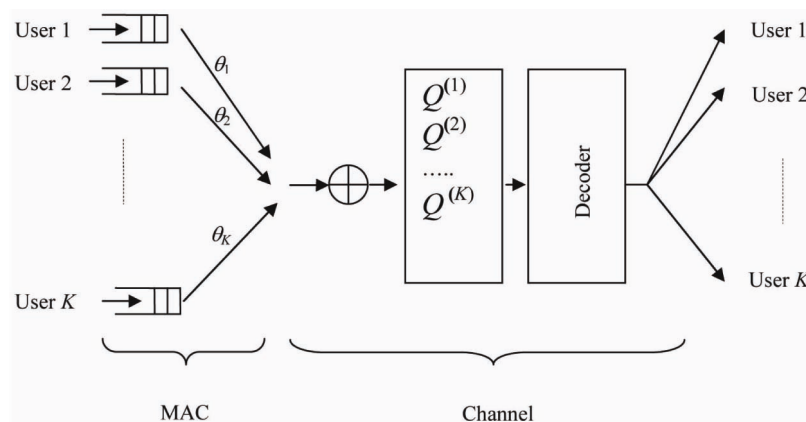 User 1
User 2
User K
θ1
θ2
θK
Q(1)
Q(2)
.....
Q(K)
Decoder
User 1
User 2
User K
MAC
Channel